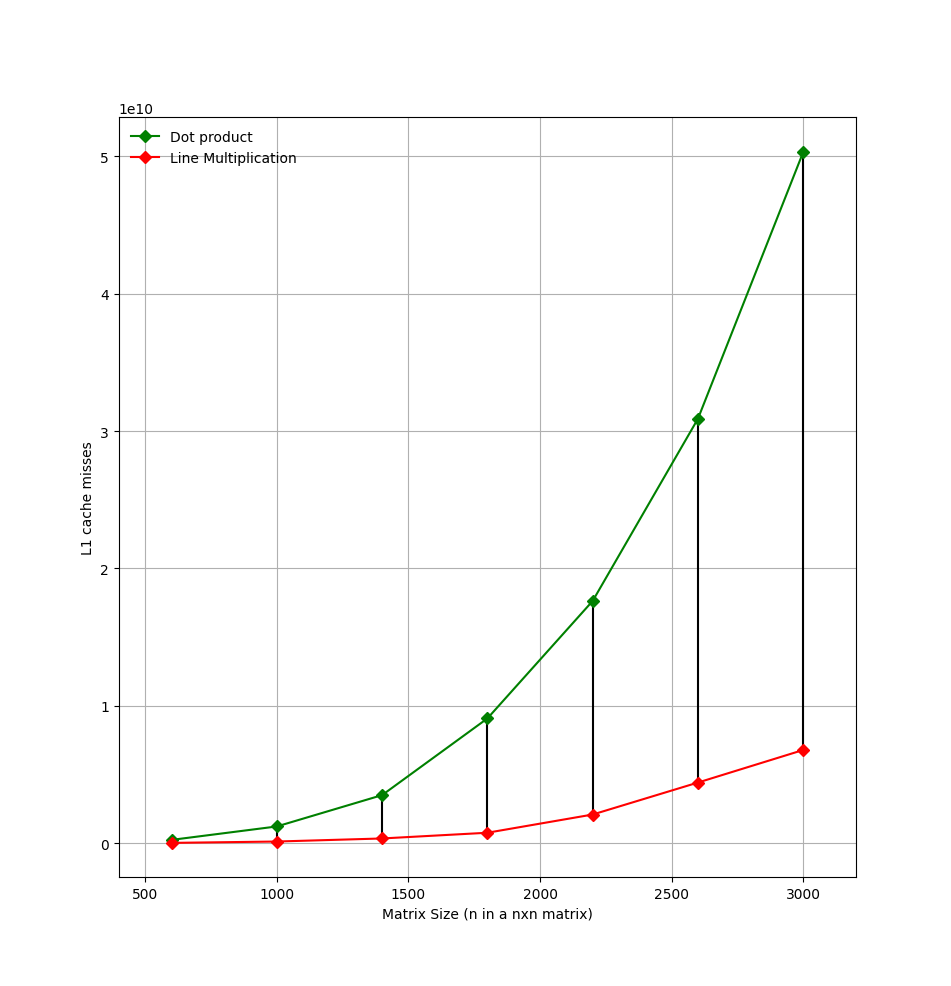 1e10
Dot product
Line Multiplication
5
4
3
2
1
0
L1 cache misses
500
1000
1500
2000
2500
3000
Matrix Size (n in a nxn matrix)